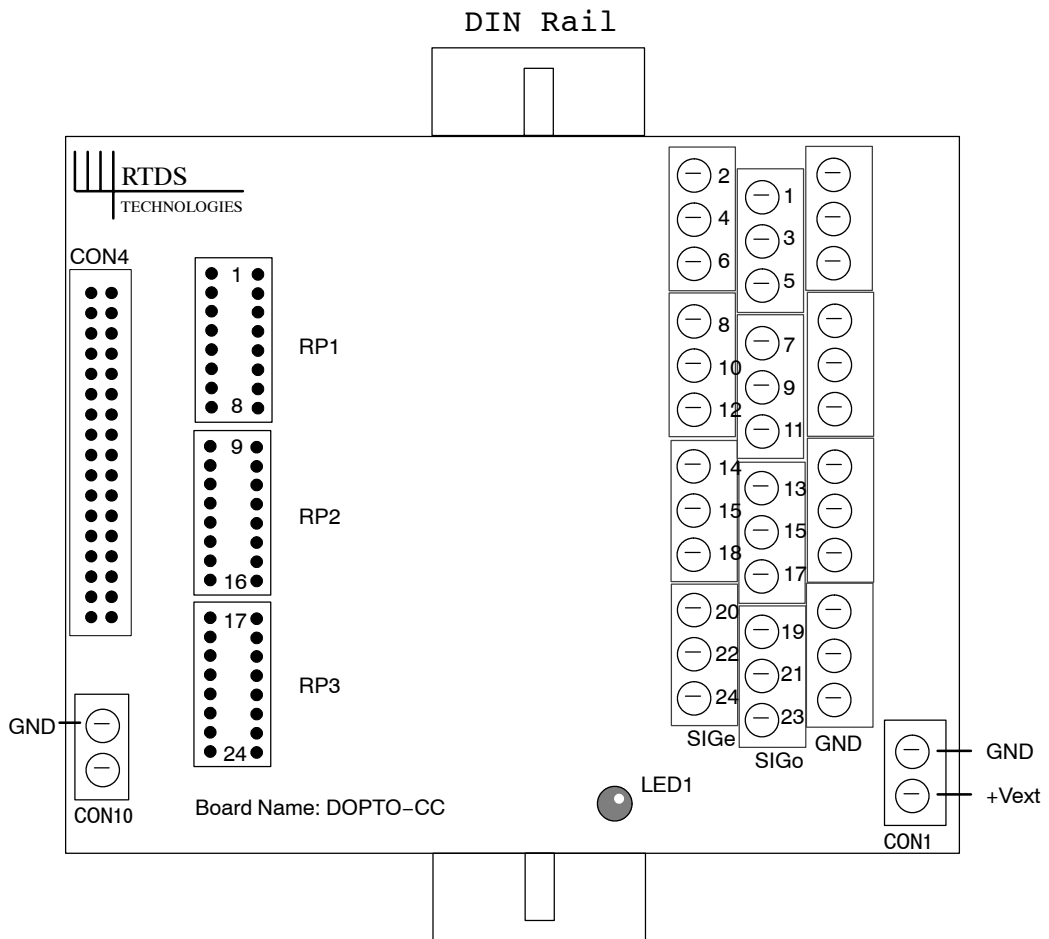 DIN Rail
RTDS
TECHNOLOGIES
CON4
1
8
RP1
9
16
RP2
17
24
RP3
GND
CON10
Board Name: DOPTO−CC
LED1
2
4
6
8
10
12
14
15
18
20
22
24
SIGe
1
3
5
7
9
11
13
15
17
19
21
23
SIGo
GND
GND
+Vext
CON1